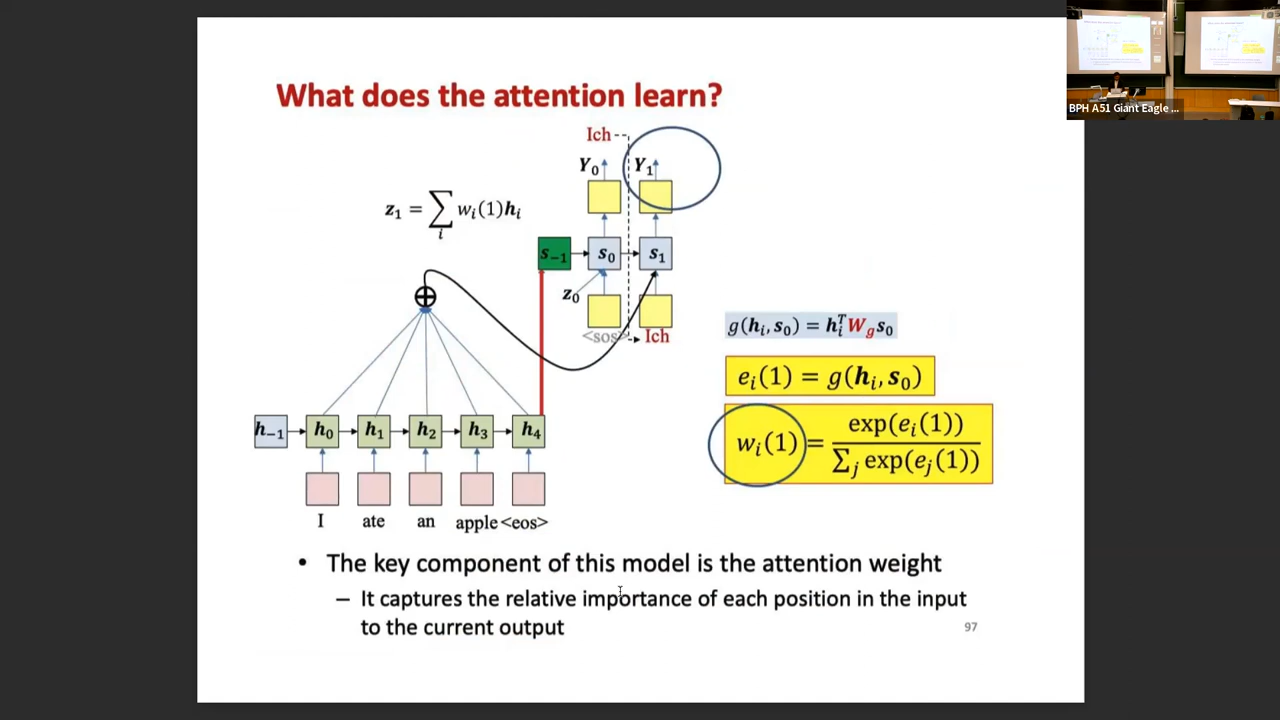 What does the attention learn?
Ich
Y₀ Y₁
z₁ = ∑ᵢ wᵢ(1)hᵢ
s₋₁ s₀ s₁
z₀
<sos> Ich
g(hᵢ, s₀) = hᵢᵀW_g s₀
eᵢ(1) = g(hᵢ, s₀)
wᵢ(1) = exp(eᵢ(1)) / ∑ⱼ exp(eⱼ(1))
h₋₁ h₀ h₁ h₂ h₃ h₄
I ate an apple <eos>
• The key component of this model is the attention weight
– It captures the relative importance of each position in the input
to the current output
97
BPH A51 Giant Eagle ...